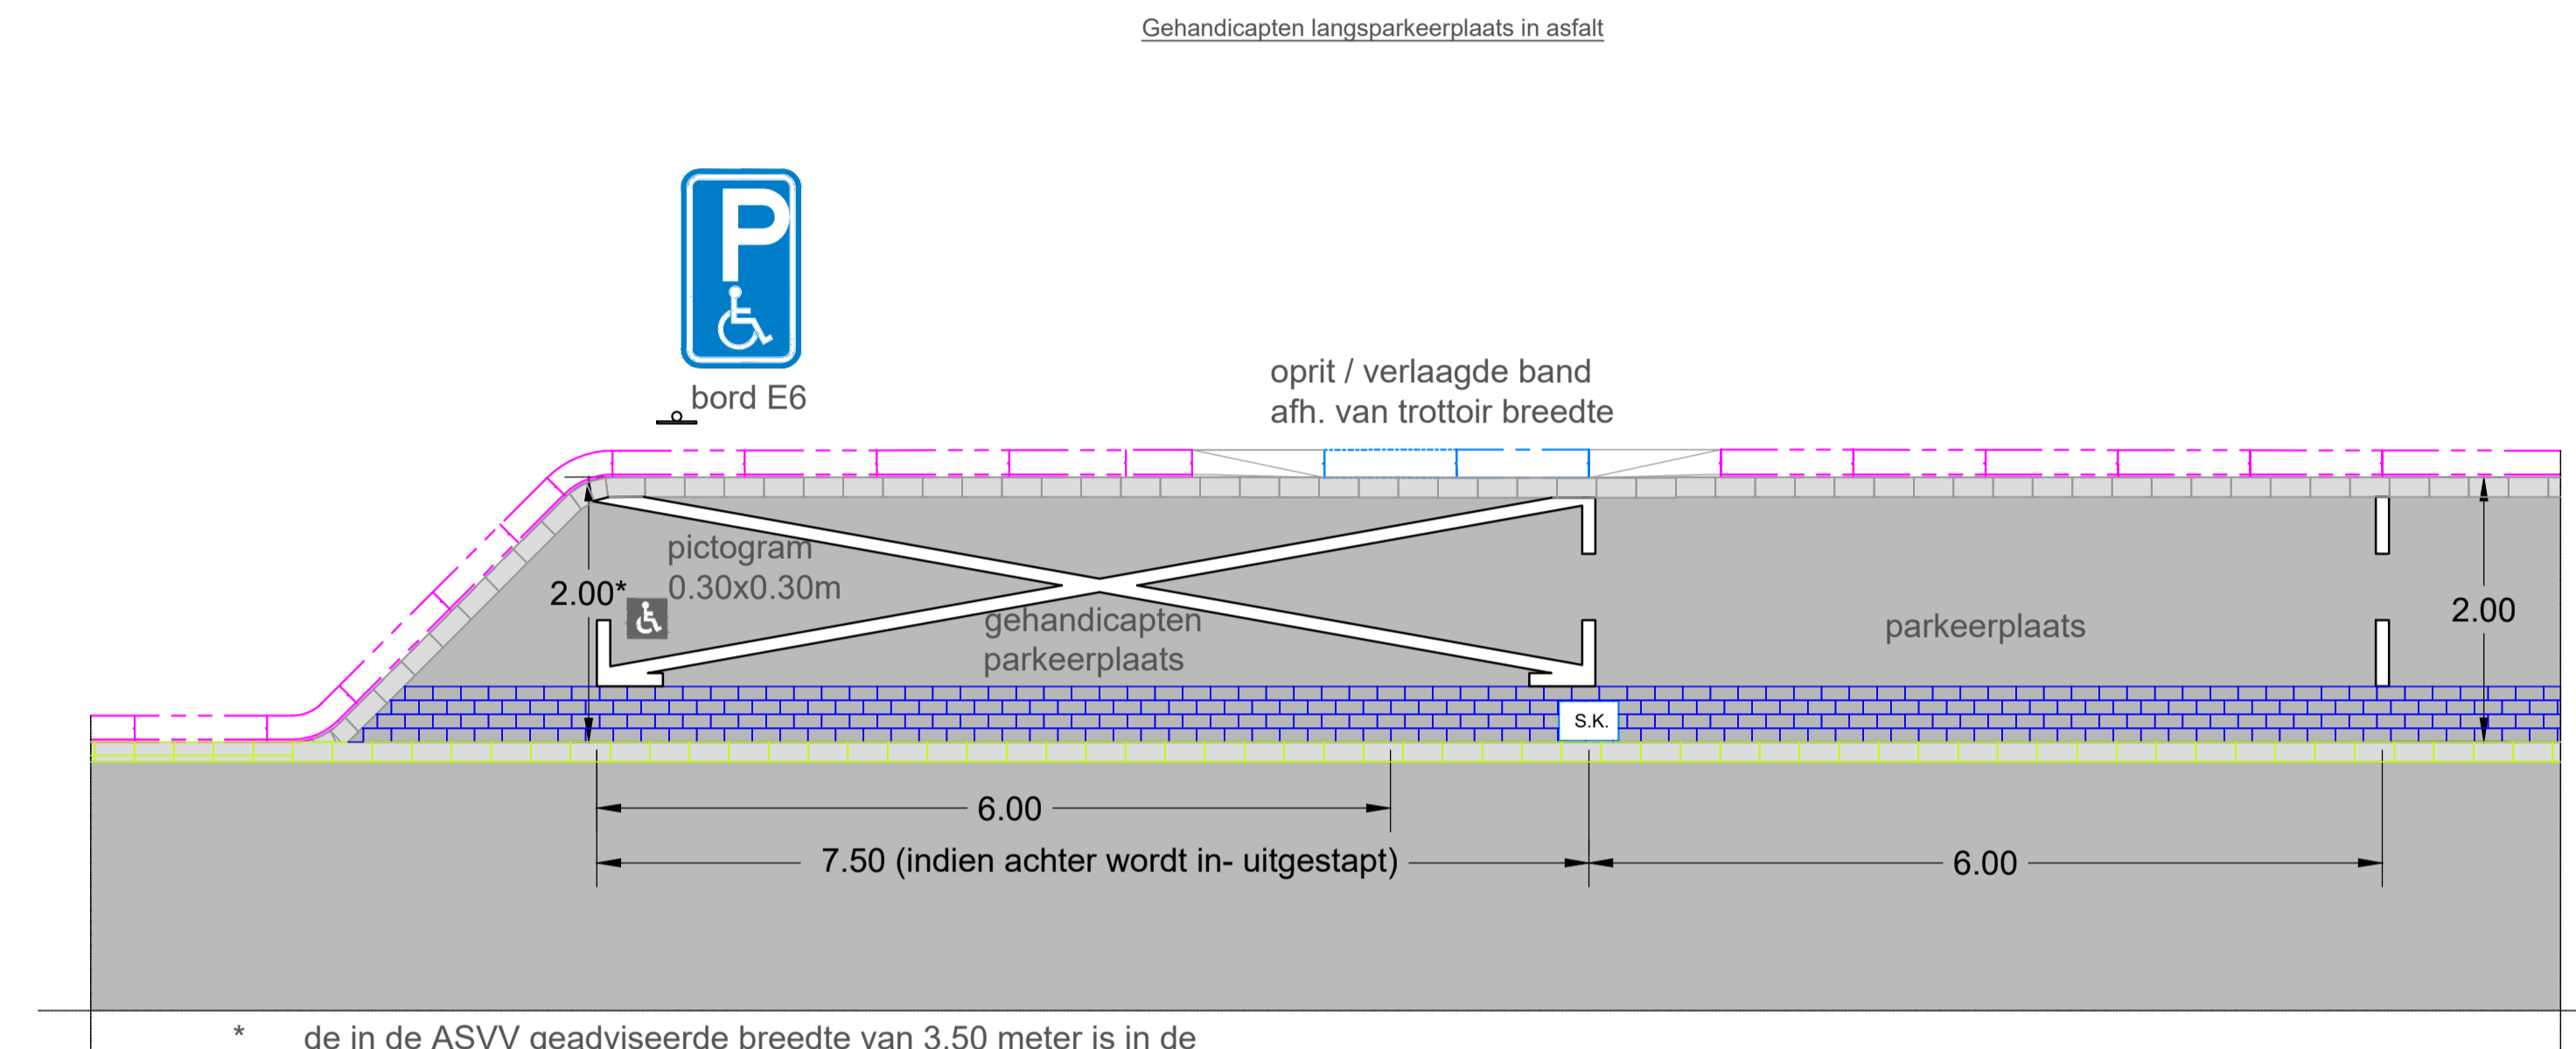 Gehandicapten langsparkeerplaats in asfalt
P
bord E6
oprit / verlaagde band
afh. van trottoir breedte
pictogram
0.30x0.30m
2.00*
gehandicapten
parkeerplaats
parkeerplaats
2.00
S.K.
6.00
7.50 (indien achter wordt in- uitgestapt)
6.00
* de in de ASVV geadviseerde breedte van 3.50 meter is in de